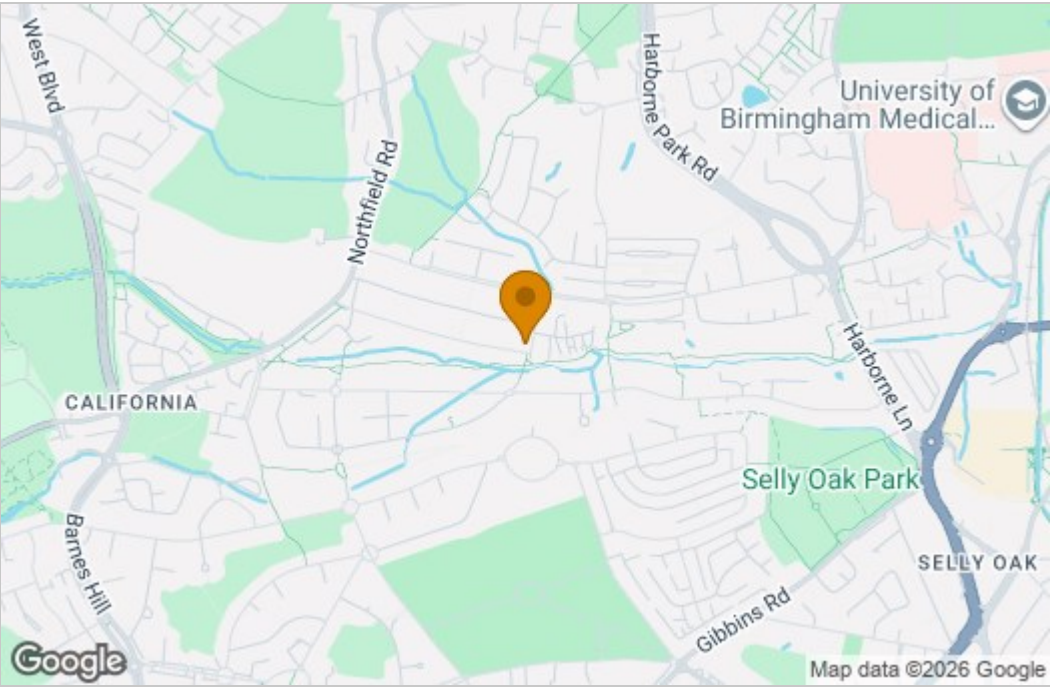 West Blvd
Harborne Park Rd
University of
Birmingham Medical...
Northfield Rd
CALIFORNIA
Harborne Ln
Selly Oak Park
Barnes Hill
SELLY OAK
Gibbins Rd
Google
Map data ©2026 Google